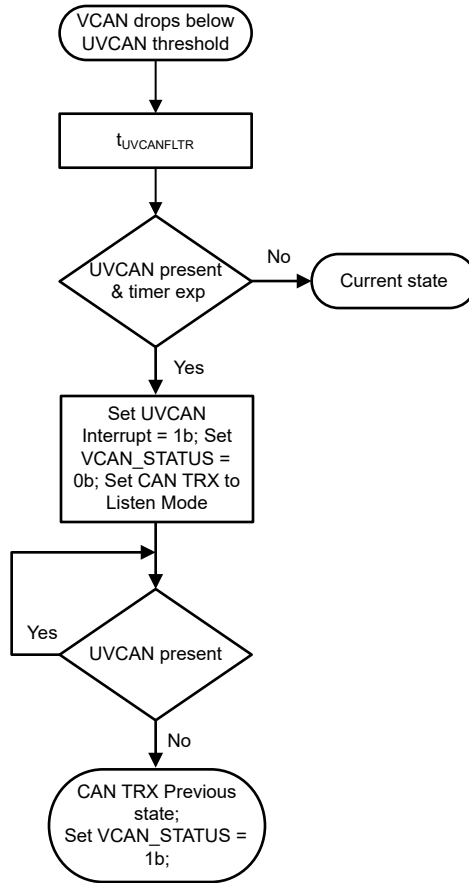 VCAN drops below
UVCAN threshold
tUVCANFLTR
UVCAN present
& timer exp
No
Current state
Yes
Set UVCAN
Interrupt = 1b; Set
VCAN_STATUS =
0b; Set CAN TRX to
Listen Mode
Yes
UVCAN present
No
CAN TRX Previous
state;
Set VCAN_STATUS =
1b;